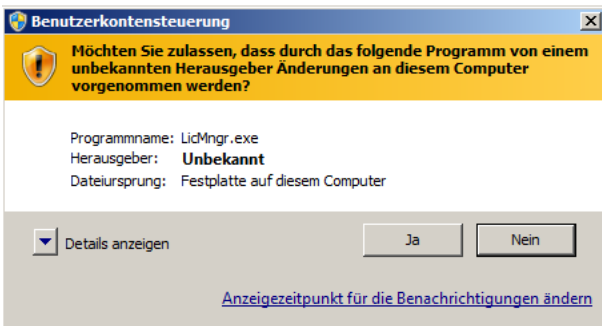 Benutzerkontensteuerung
Möchten Sie zulassen, dass durch das folgende Programm von einem
unbekannten Herausgeber Änderungen an diesem Computer
vorgenommen werden?
Programmname: LicMngr.exe
Herausgeber: Unbekannt
Dateiursprung: Festplatte auf diesem Computer
Details anzeigen Ja Nein
Anzeigezeitpunkt für die Benachrichtigungen ändern